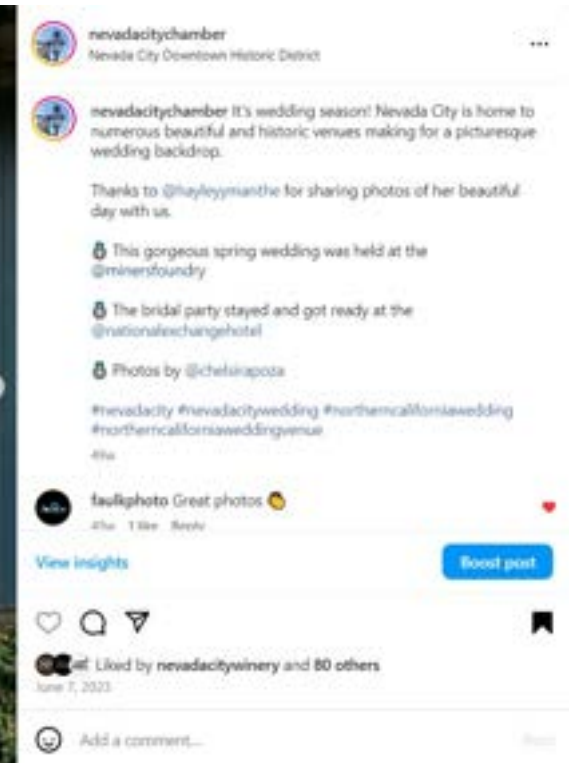 nevadacitychamber
Nevada City Downtown Historic District
nevadacitychamber It's wedding season! Nevada City is home to
numerous beautiful and historic venues making for a picturesque
wedding backdrop.
Thanks to @hayleyymanthe for sharing photos of her beautiful
day with us.
This gorgeous spring wedding was held at the
@minersfoundry
The bridal party stayed and got ready at the
@nationalexchangehotel
Photos by @chelsirapoza
#nevadacity #nevadacitywedding #northerncaliforniawedding
#northerncaliforniaweddingvenue
faulkphoto Great photos 👏
1 like Reply
View insights
Boost post
Liked by nevadacitywinery and 80 others
June 7, 2023
Add a comment...
Post